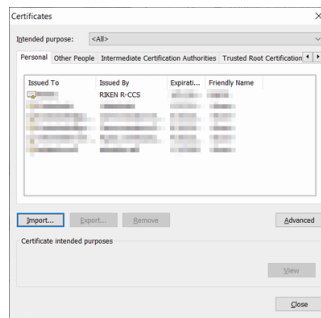 Certificates
Intended purpose: <All>
Personal Other People Intermediate Certification Authorities Trusted Root Certification
Issued To Issued By Expirati... Friendly Name
RIKEN R-CCS
Import... Export... Remove Advanced
Certificate intended purposes
View
Close